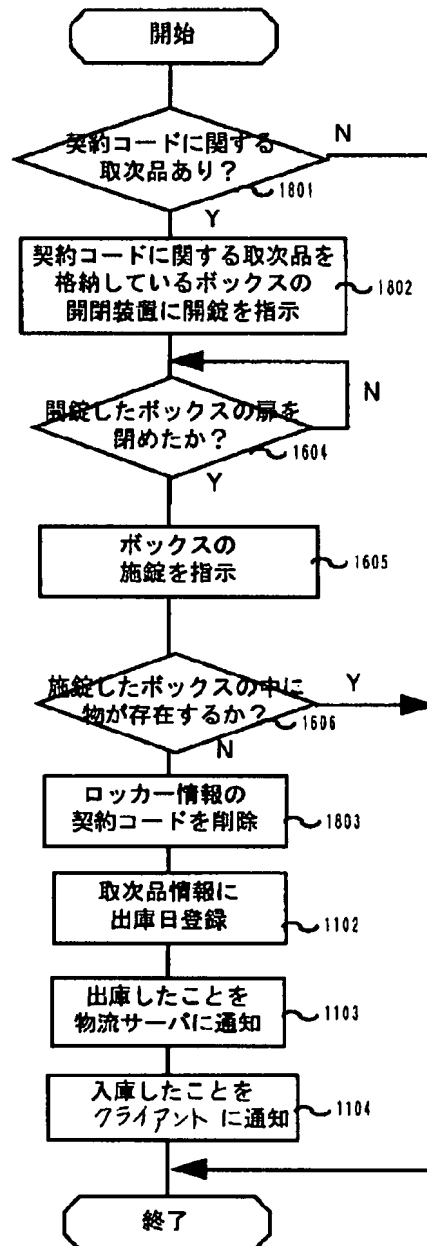 開始
契約コードに関する
取次品あり?
N
1801
Y
契約コードに関する取次品を
格納しているボックスの
開閉装置に開錠を指示
1802
N
開錠したボックスの扉を
閉めたか?
1604
Y
ボックスの
施錠を指示
1605
施錠したボックスの中に
物が存在するか?
Y
1606
N
ロッカー情報の
契約コードを削除
1803
取次品情報に
出庫日登録
1102
出庫したことを
物流サーバに通知
1103
入庫したことを
クライアントに通知
1104
終了